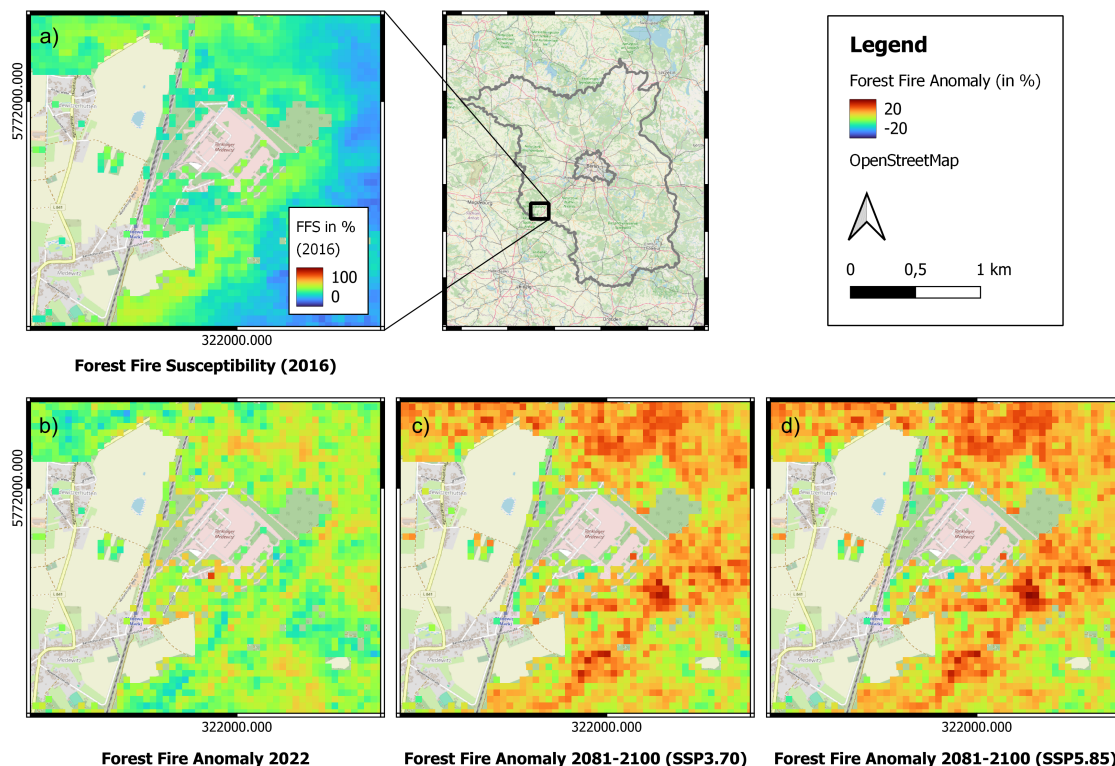 a)
5772000.000
322000.000
FFS in %
(2016)
100
0
Forest Fire Susceptibility (2016)
Berlin
Legend
Forest Fire Anomaly (in %)
20
-20
OpenStreetMap
0
0,5
1 km
b)
5772000.000
322000.000
Forest Fire Anomaly 2022
c)
322000.000
Forest Fire Anomaly 2081-2100 (SSP3.70)
d)
322000.000
Forest Fire Anomaly 2081-2100 (SSP5.85)